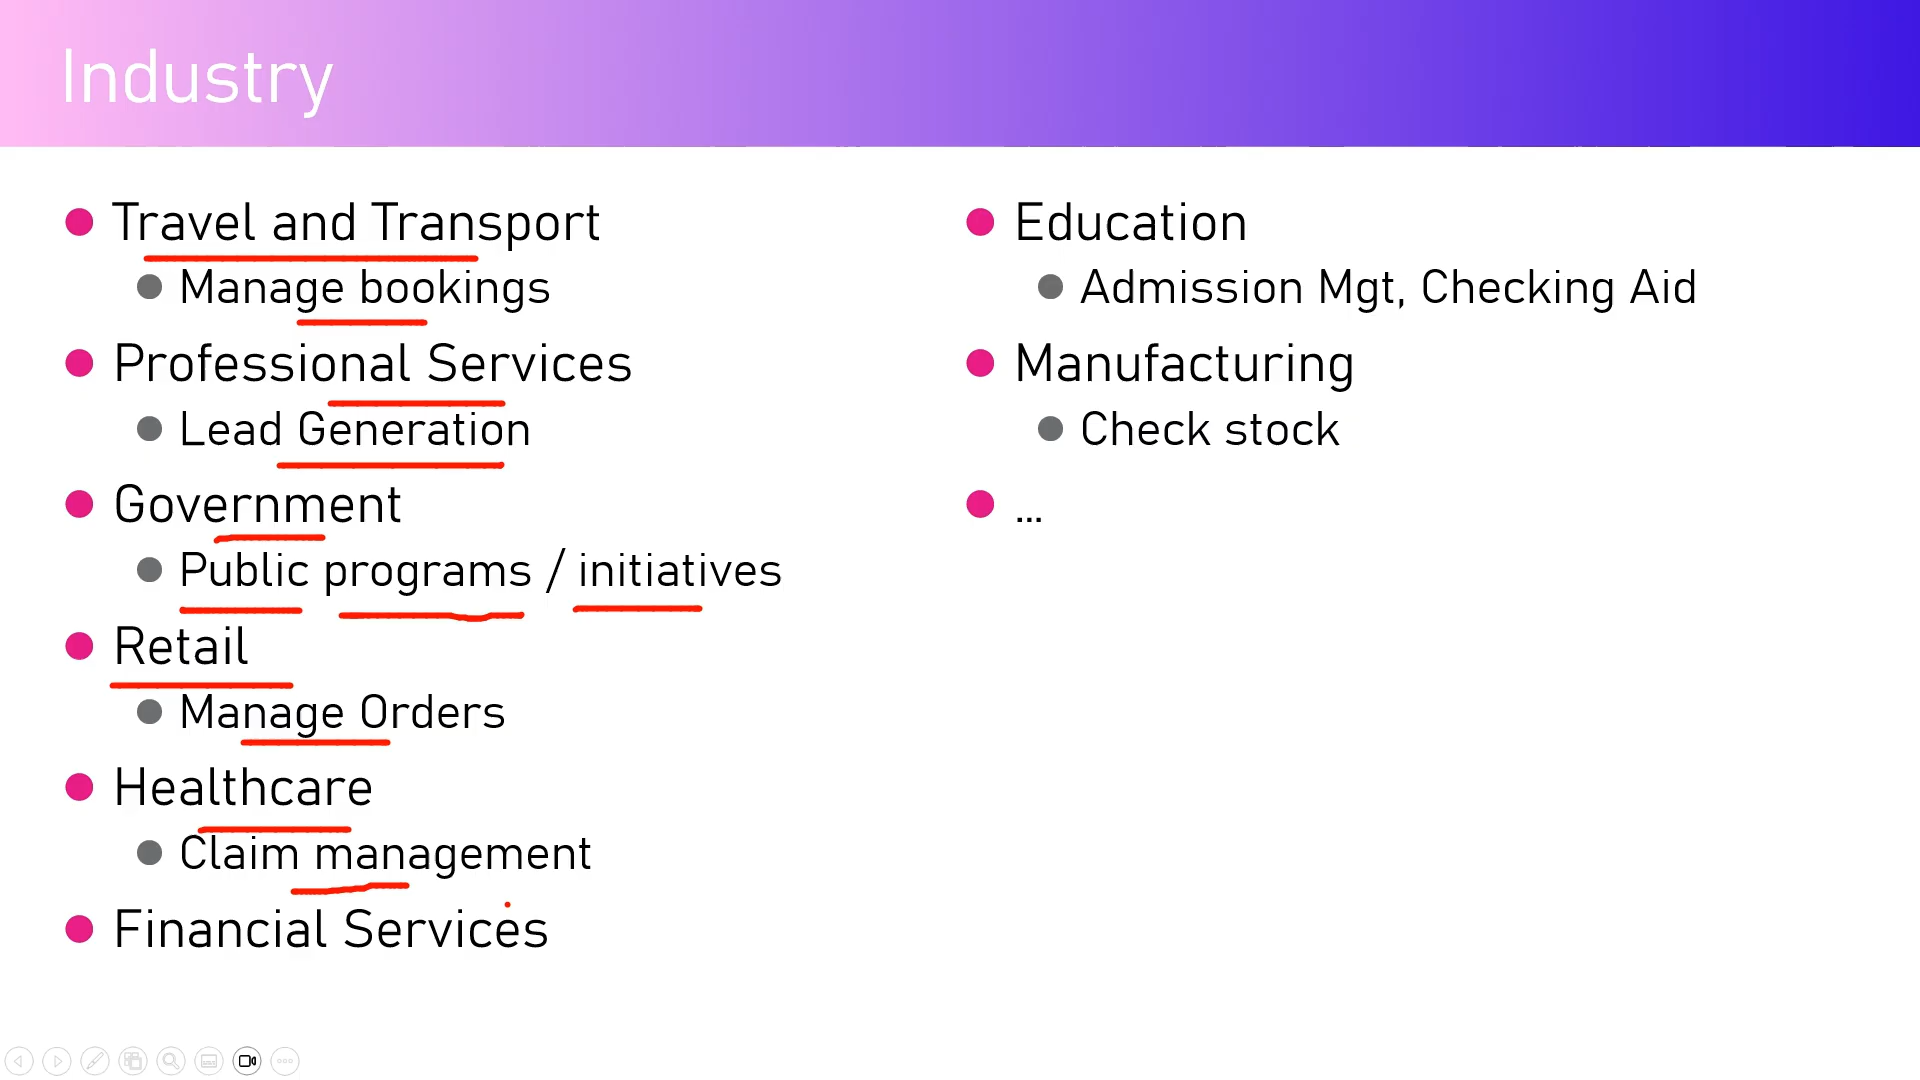 Industry
Travel and Transport
Manage bookings
Professional Services
Lead Generation
Government
Public programs / initiatives
Retail
Manage Orders
Healthcare
Claim management
Financial Services
Education
Admission Mgt, Checking Aid
Manufacturing
Check stock
...